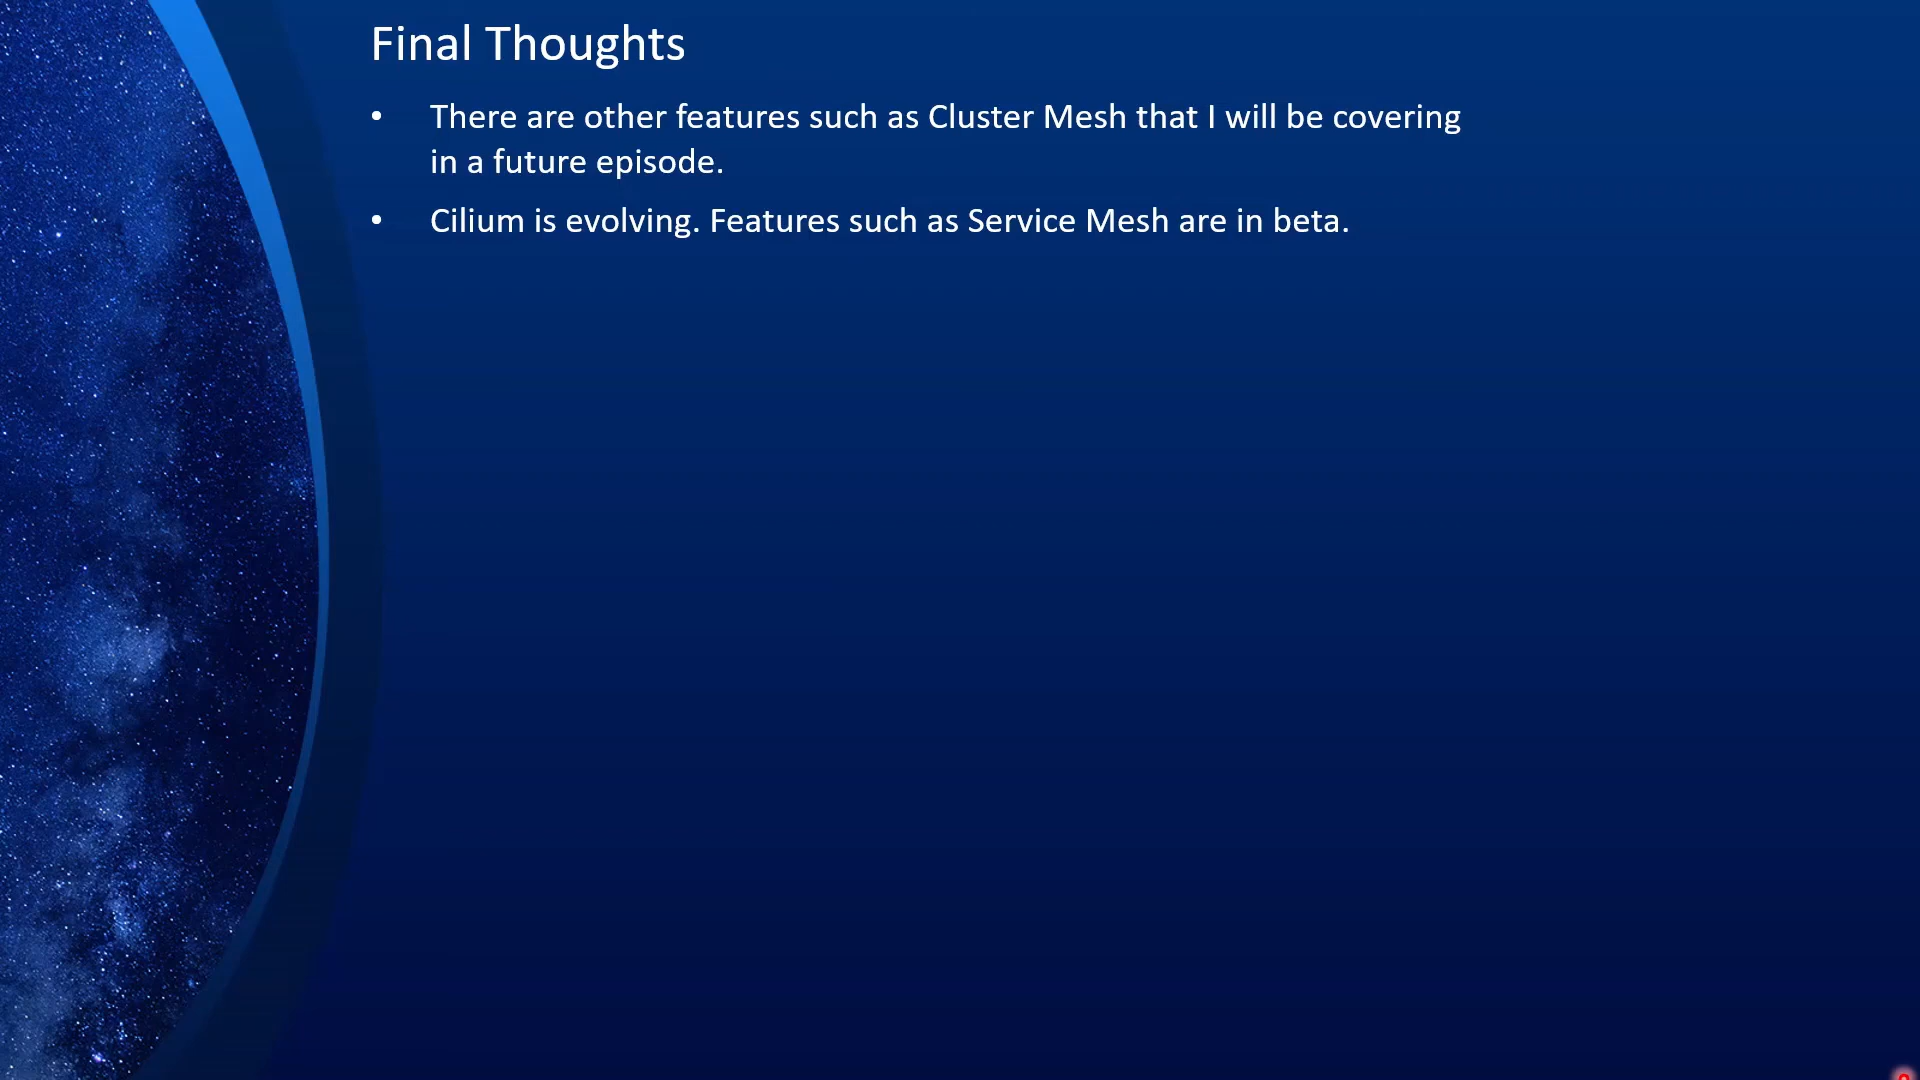 Final Thoughts
• There are other features such as Cluster Mesh that I will be covering
in a future episode.
• Cilium is evolving. Features such as Service Mesh are in beta.